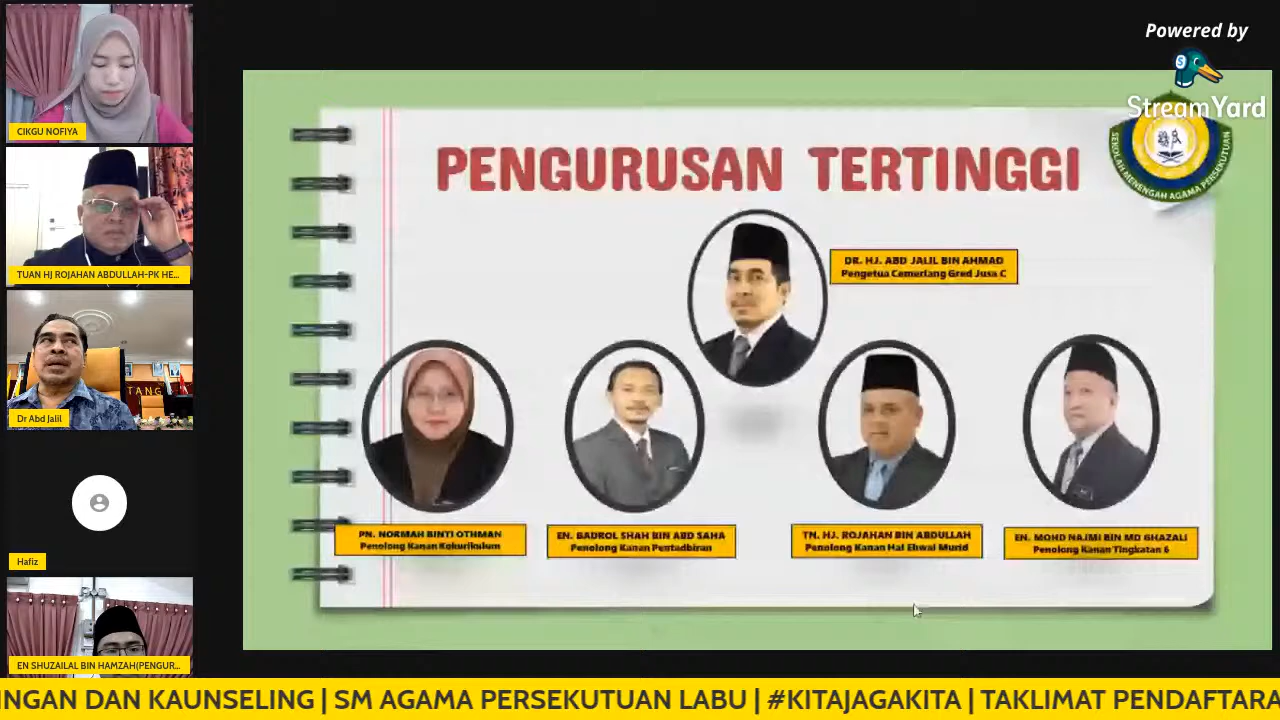 CIKGU NOFIYA
TUAN HJ ROJAHAN ABDULLAH-PK HE...
TANG
Dr Abd Jalil
Hafiz
EN SHUZAILAL BIN HAMZAH(PENGUR...
Powered by
StreamYard
SEKOLAH MENENGAH AGAMA PERSEKUTUAN
PENGURUSAN TERTINGGI
DR. HJ. ABD JALIL BIN AHMAD
Pengetua Cemerlang Gred Jusa C
PN. NORMAH BINTI OTHMAN
Penolong Kanan Kokurikulum
EN. BADROL SHAH BIN ABD SAHA
Penolong Kanan Pentadbiran
TN. HJ. ROJAHAN BIN ABDULLAH
Penolong Kanan Hal Ehwal Murid
EN. MOHD NAJMI BIN MD GHAZALI
Penolong Kanan Tingkatan 6
INGAN DAN KAUNSELING | SM AGAMA PERSEKUTUAN LABU | #KITAJAGAKITA | TAKLIMAT PENDAFTARA